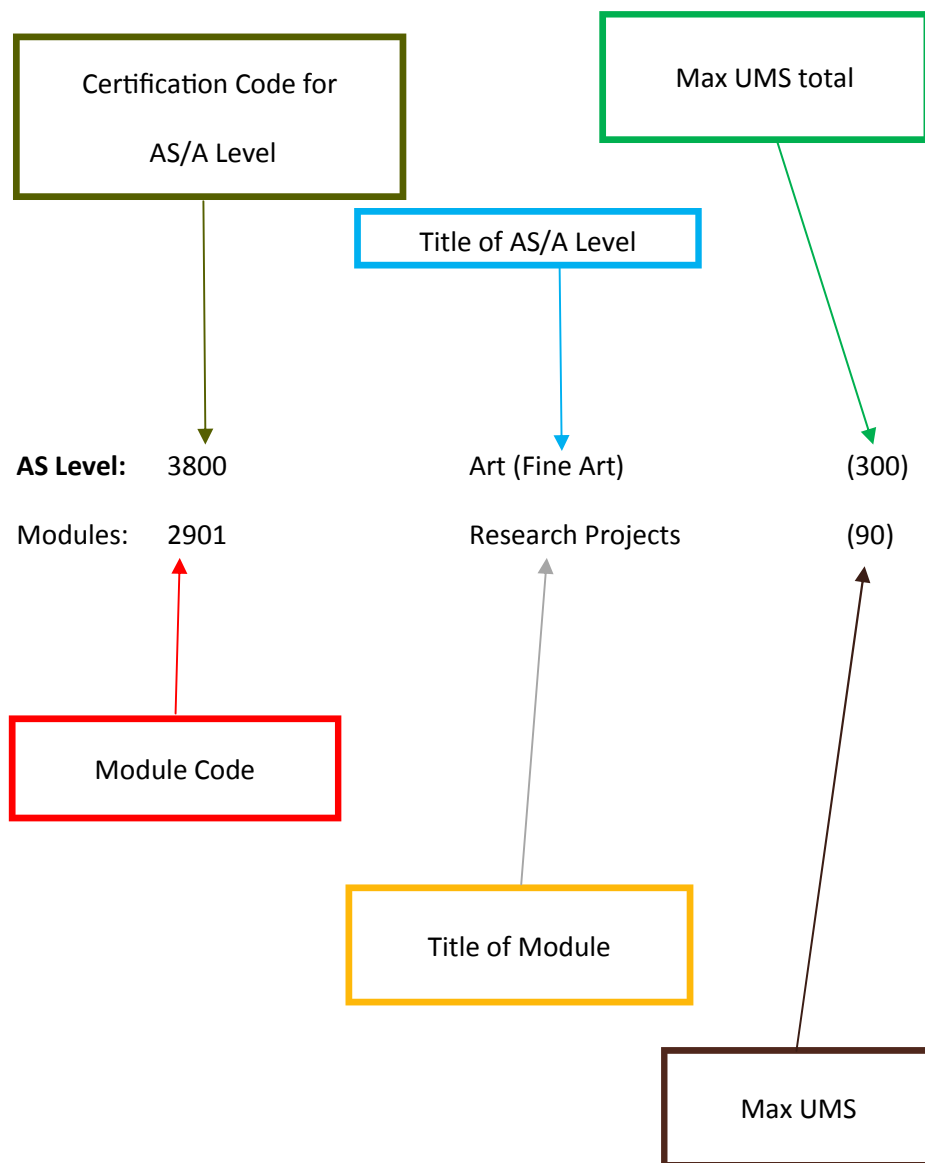 Certification Code for
AS/A Level
Max UMS total
Title of AS/A Level
AS Level: 3800 Art (Fine Art) (300)
Modules: 2901 Research Projects (90)
Module Code
Title of Module
Max UMS